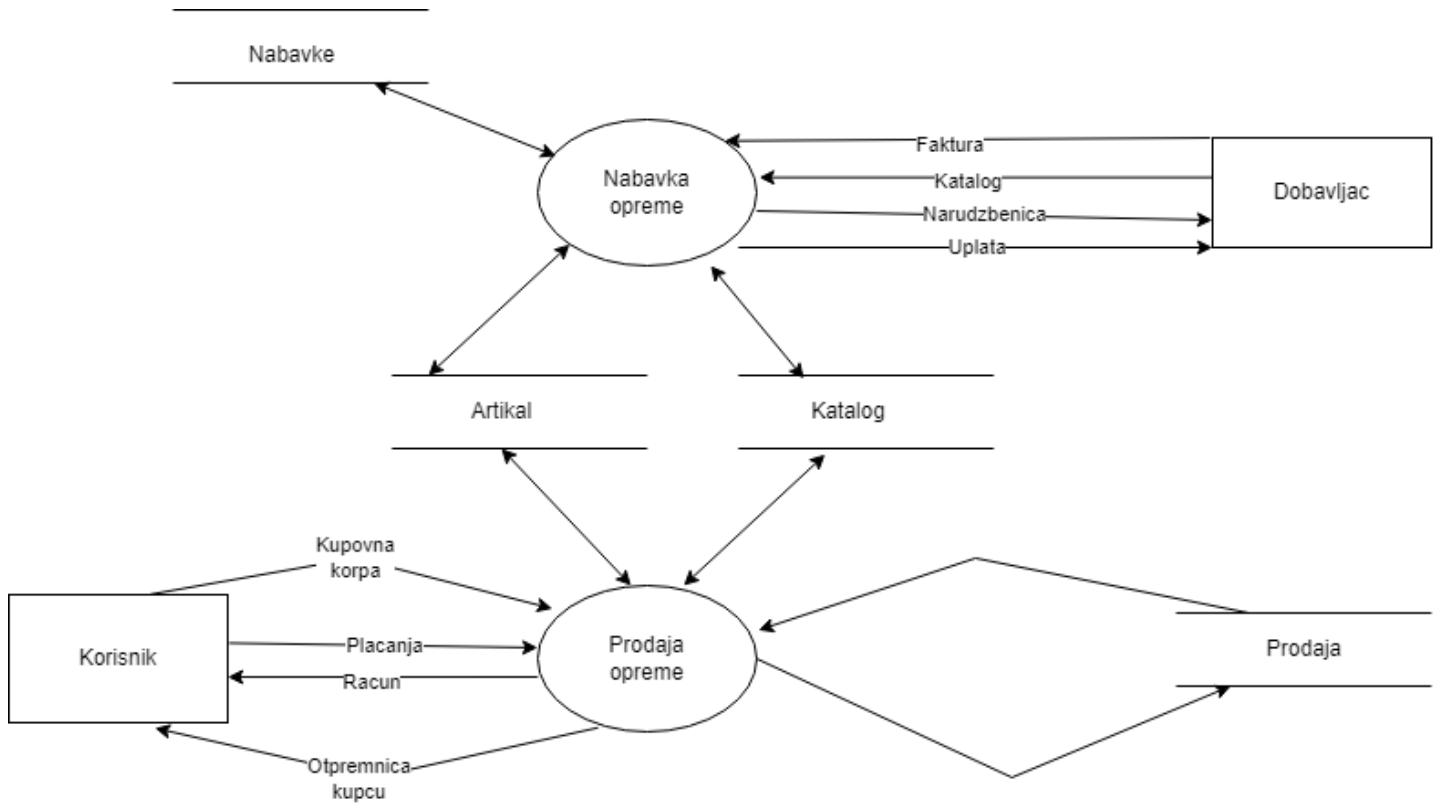 Nabavke
Nabavka
opreme
Faktura
Katalog
Narudzbenica
Uplata
Dobavljac
Artikal
Katalog
Kupovna
korpa
Korisnik
Placanja
Racun
Otpremnica
kupcu
Prodaja
opreme
Prodaja